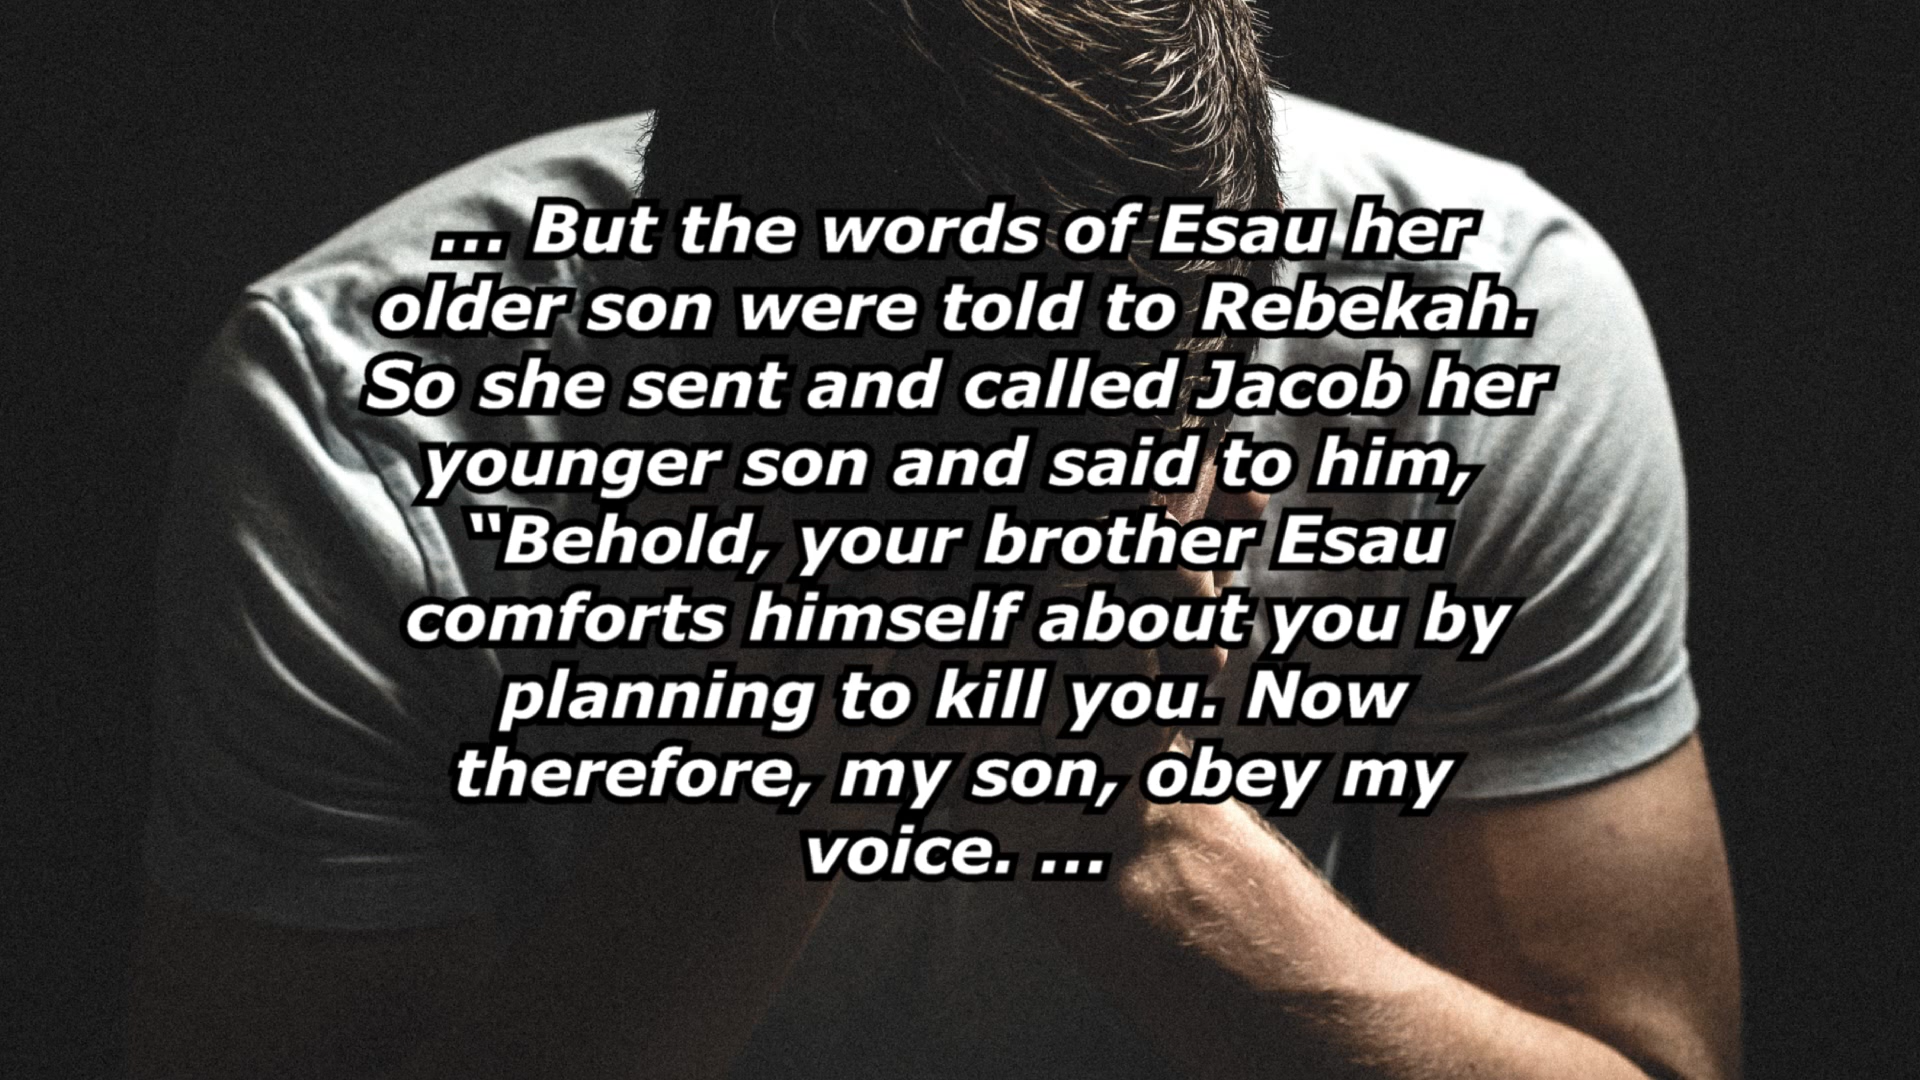 ... But the words of Esau her
older son were told to Rebekah.
So she sent and called Jacob her
younger son and said to him,
“Behold, your brother Esau
comforts himself about you by
planning to kill you. Now
therefore, my son, obey my
voice. ...